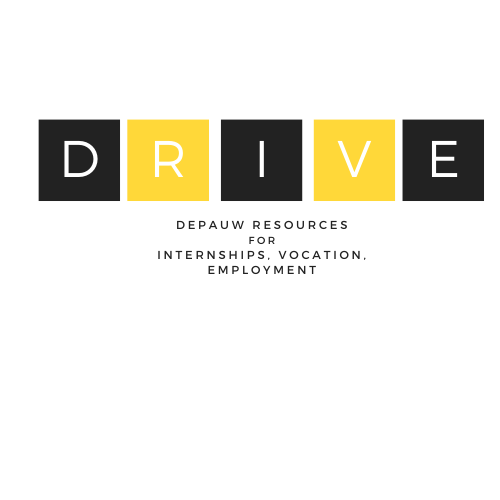 DRIVE
DEPAUW RESOURCES
FOR
INTERNSHIPS, VOCATION,
EMPLOYMENT